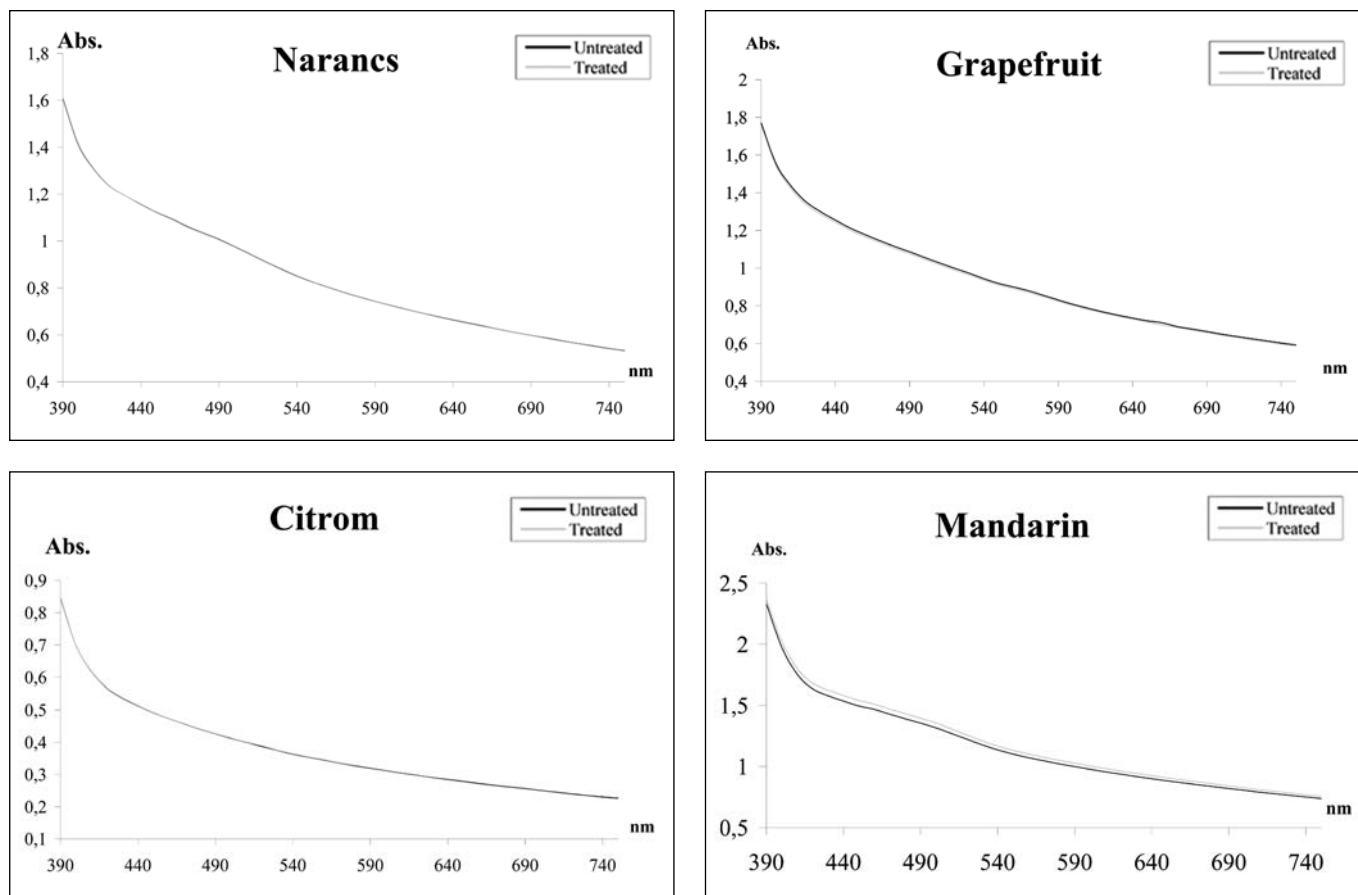 Abs.
Narancs
Untreated
Treated
1,8
1,6
1,4
1,2
1
0,8
0,6
0,4
nm
390 440 490 540 590 640 690 740
Abs.
Grapefruit
Untreated
Treated
2
1,8
1,6
1,4
1,2
1
0,8
0,6
0,4
nm
390 440 490 540 590 640 690 740
Citrom
Untreated
Treated
Abs.
0,9
0,8
0,7
0,6
0,5
0,4
0,3
0,2
0,1
nm
390 440 490 540 590 640 690 740
Mandarin
Untreated
Treated
Abs.
2,5
2
1,5
1
0,5
nm
390 440 490 540 590 640 690 740